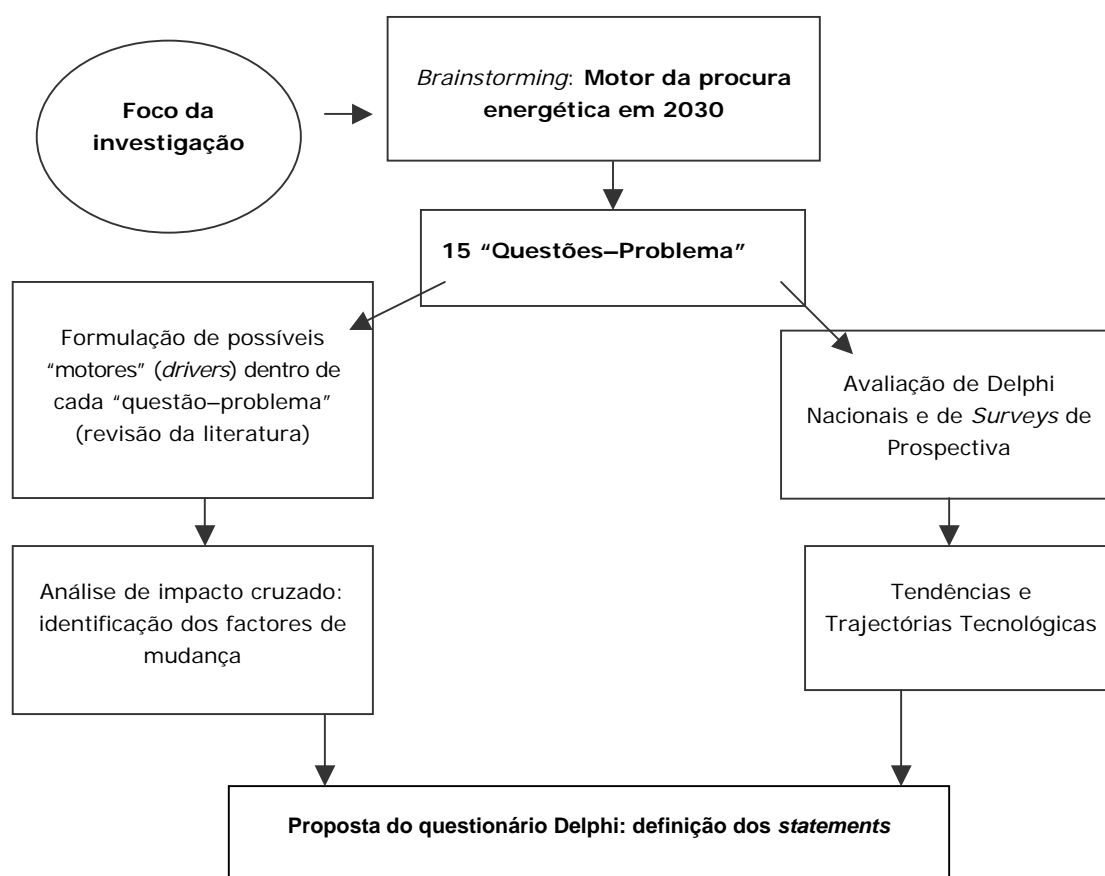 Foco da
investigação
Brainstorming: Motor da procura
energética em 2030
15 “Questões–Problema”
Formulação de possíveis
“motores” (drivers) dentro de
cada “questão–problema”
(revisão da literatura)
Avaliação de Delphi
Nacionais e de Surveys de
Prospectiva
Análise de impacto cruzado:
identificação dos factores de
mudança
Tendências e
Trajectórias Tecnológicas
Proposta do questionário Delphi: definição dos statements